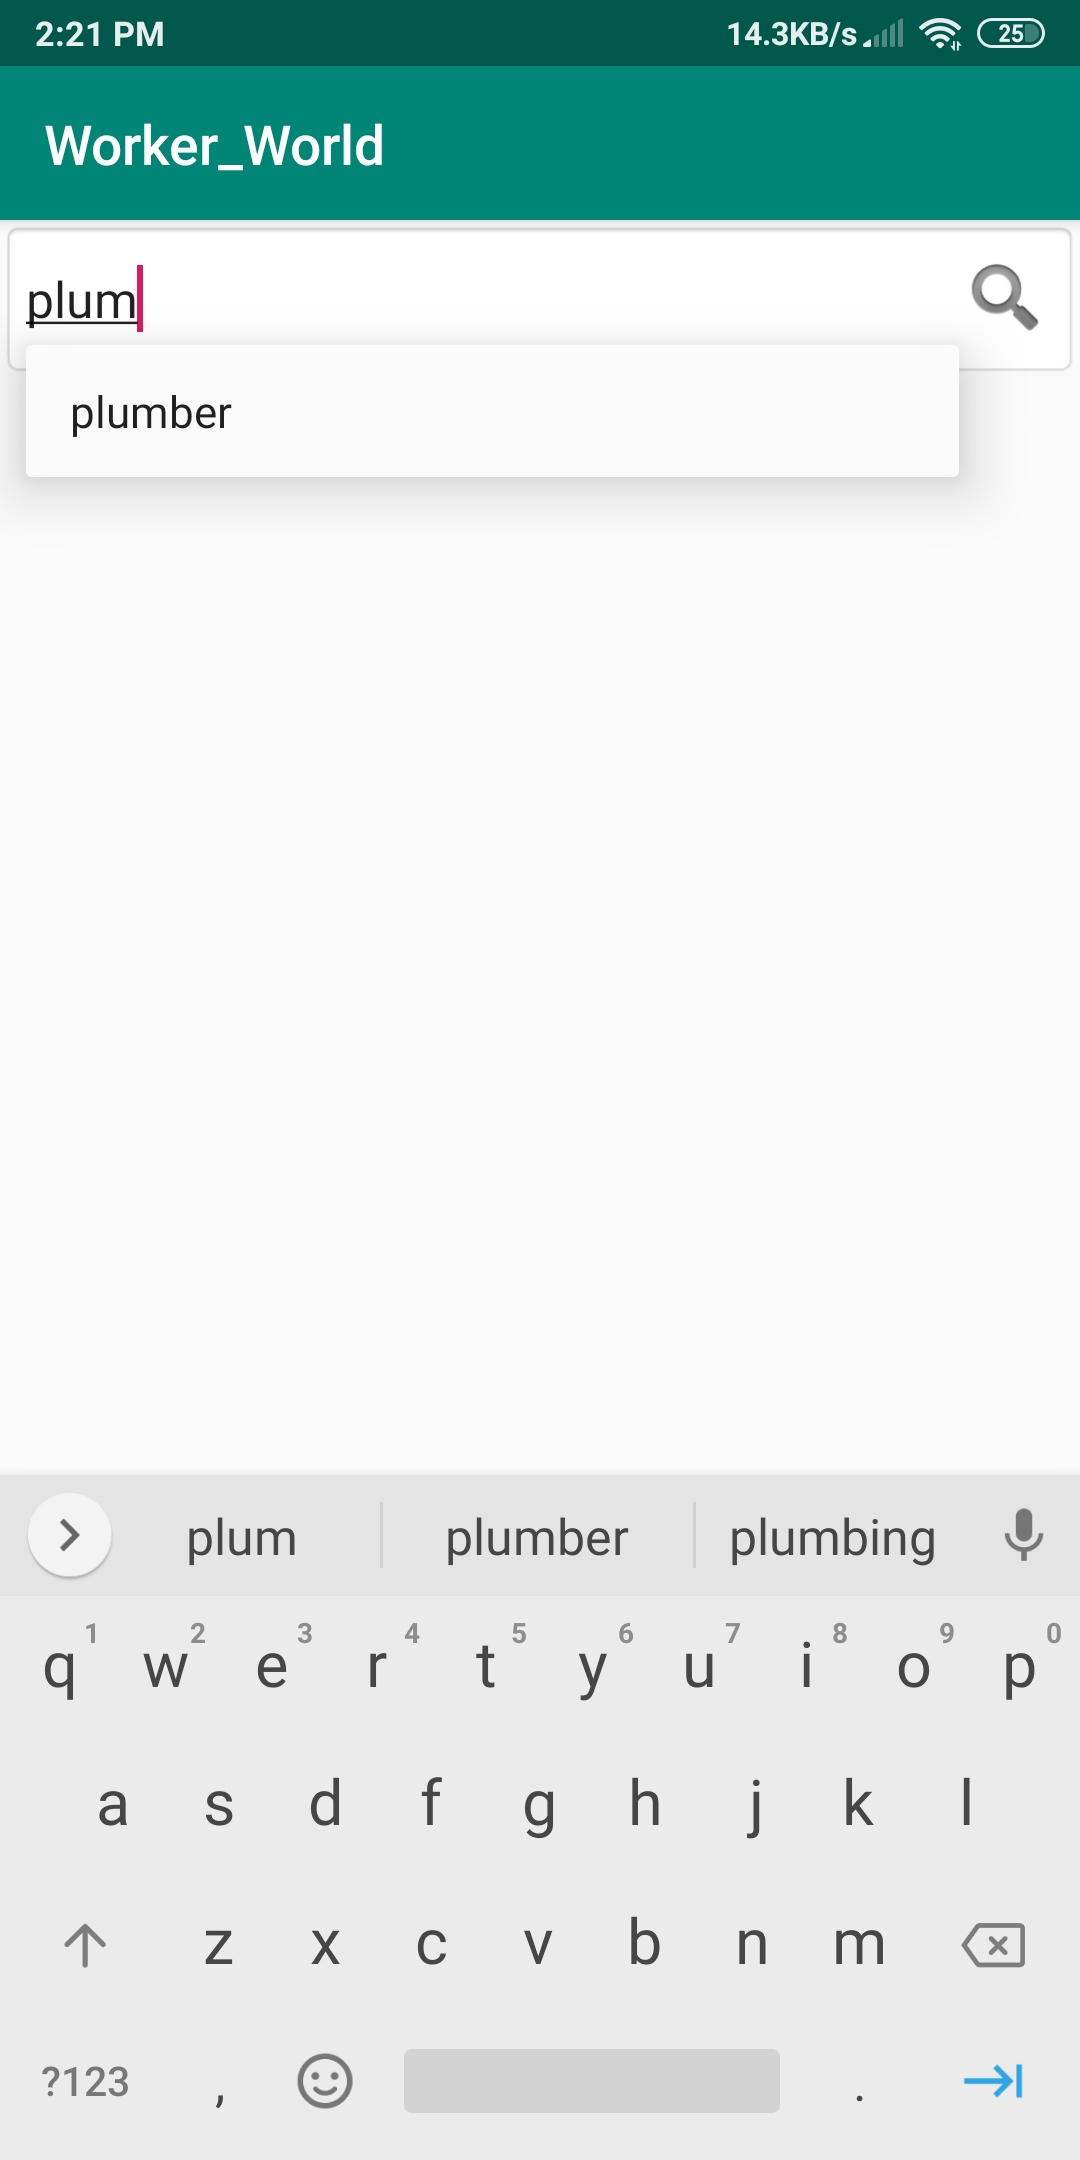 2:21 PM 14.3KB/s 25
Worker_World
plum
plumber
plum plumber plumbing
1 2 3 4 5 6 7 8 9 0
q w e r t y u i o p
a s d f g h j k l
z x c v b n m
?123 , .